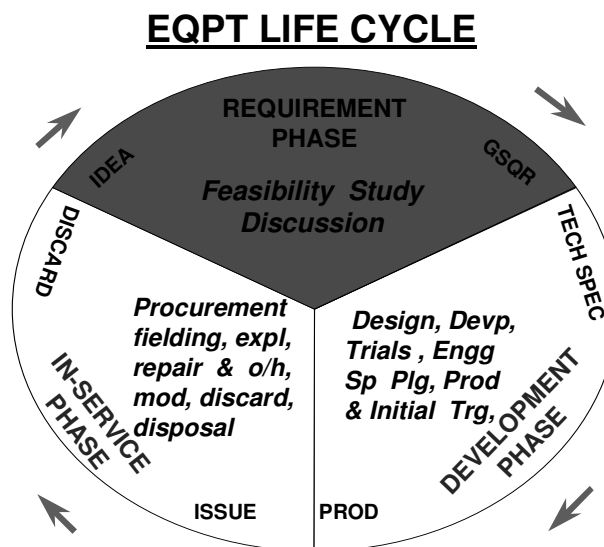 EQPT LIFE CYCLE
REQUIREMENT
PHASE
IDEA
GSQR
Feasibility Study
Discussion
DISCARD
TECH SPEC
Procurement
fielding, expl,
repair & o/h,
mod, discard,
disposal
Design, Devp,
Trials , Engg
Sp Plg, Prod
& Initial Trg,
IN-SERVICE
PHASE
DEVELOPMENT
PHASE
ISSUE
PROD